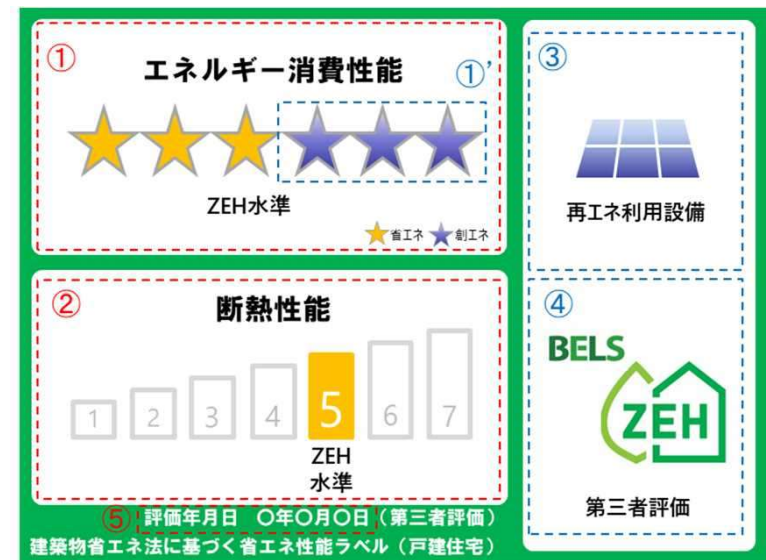 ①
エネルギー消費性能
①’
ZEH水準
省エネ 創エネ
②
断熱性能
1 2 3 4 5 6 7
ZEH
水準
③
再エネ利用設備
④
BELS
ZEH
第三者評価
⑤ 評価年月日 〇年〇月〇日（第三者評価）
建築物省エネ法に基づく省エネ性能ラベル（戸建住宅）